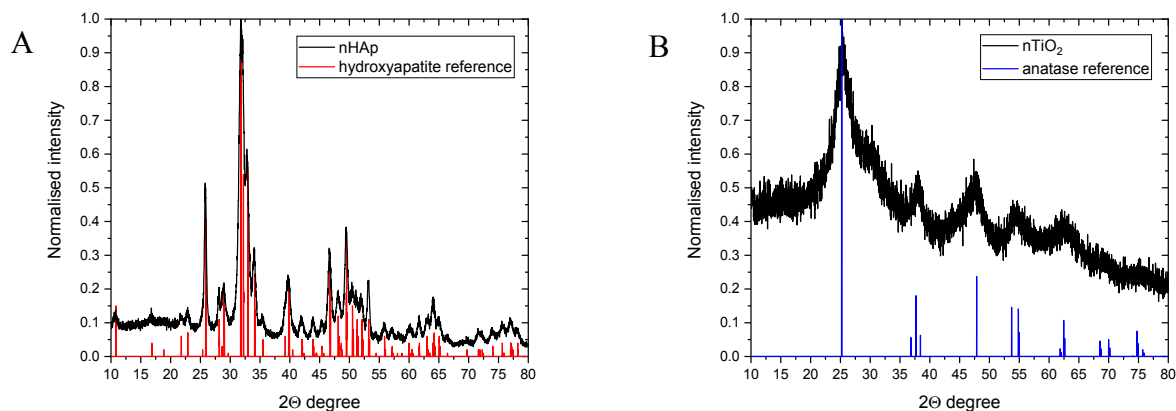 A
1.0
0.9
0.8
0.7
0.6
0.5
0.4
0.3
0.2
0.1
0.0
Normalised intensity
nHAp
hydroxyapatite reference
10 15 20 25 30 35 40 45 50 55 60 65 70 75 80
2Θ degree
B
1.0
0.9
0.8
0.7
0.6
0.5
0.4
0.3
0.2
0.1
0.0
Normalised intensity
nTiO₂
anatase reference
10 15 20 25 30 35 40 45 50 55 60 65 70 75 80
2Θ degree